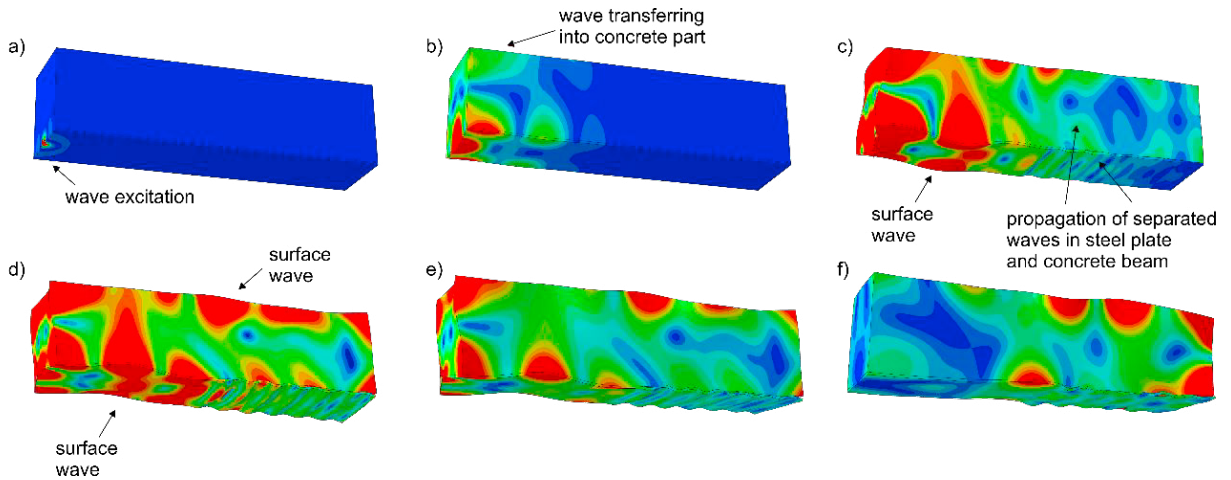 a)
wave excitation
b)
wave transferring
into concrete part
c)
surface
wave
propagation of separated
waves in steel plate
and concrete beam
d)
surface
wave
surface
wave
e)
f)